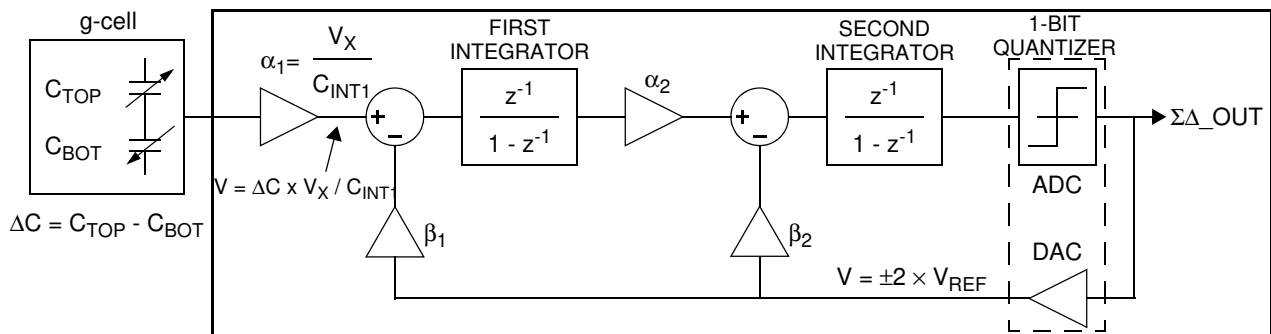 g-cell
C_TOP
C_BOT
ΔC = C_TOP - C_BOT
α₁= V_X / C_INT1
V = ΔC x V_X / C_INT1
+
−
β₁
FIRST
INTEGRATOR
z⁻¹
1 - z⁻¹
α₂
+
−
β₂
SECOND
INTEGRATOR
z⁻¹
1 - z⁻¹
1-BIT
QUANTIZER
ADC
DAC
V = ±2 × V_REF
ΣΔ_OUT